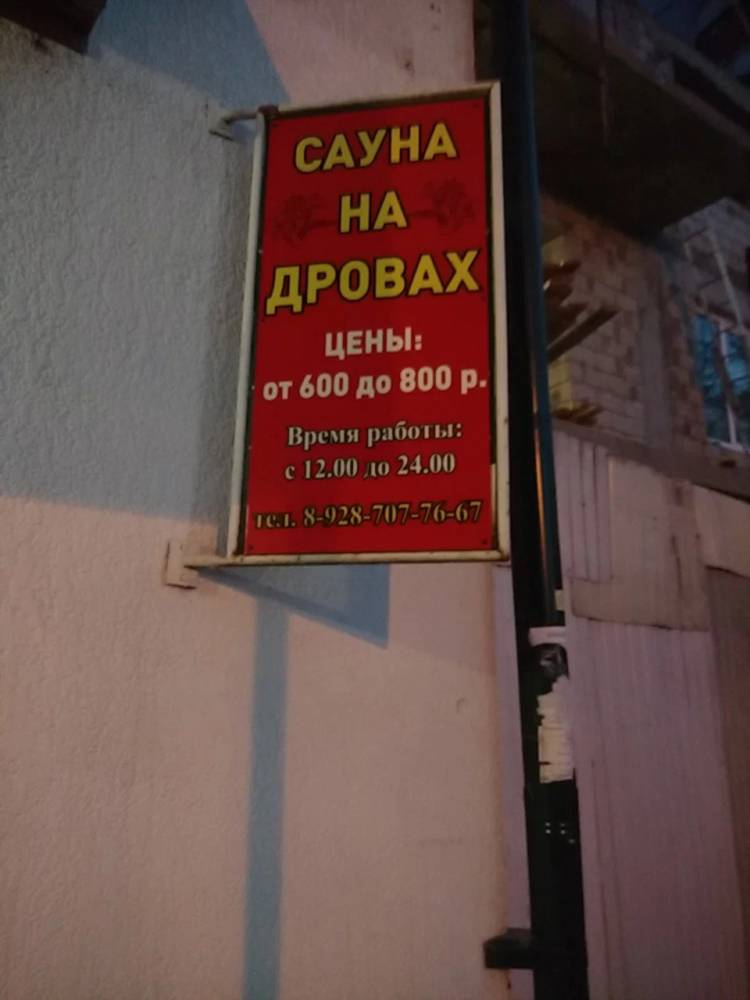 САУНА
НА
ДРОВАХ
ЦЕНЫ:
от 600 до 800 р.
Время работы:
с 12.00 до 24.00
тел. 8-928-707-76-67